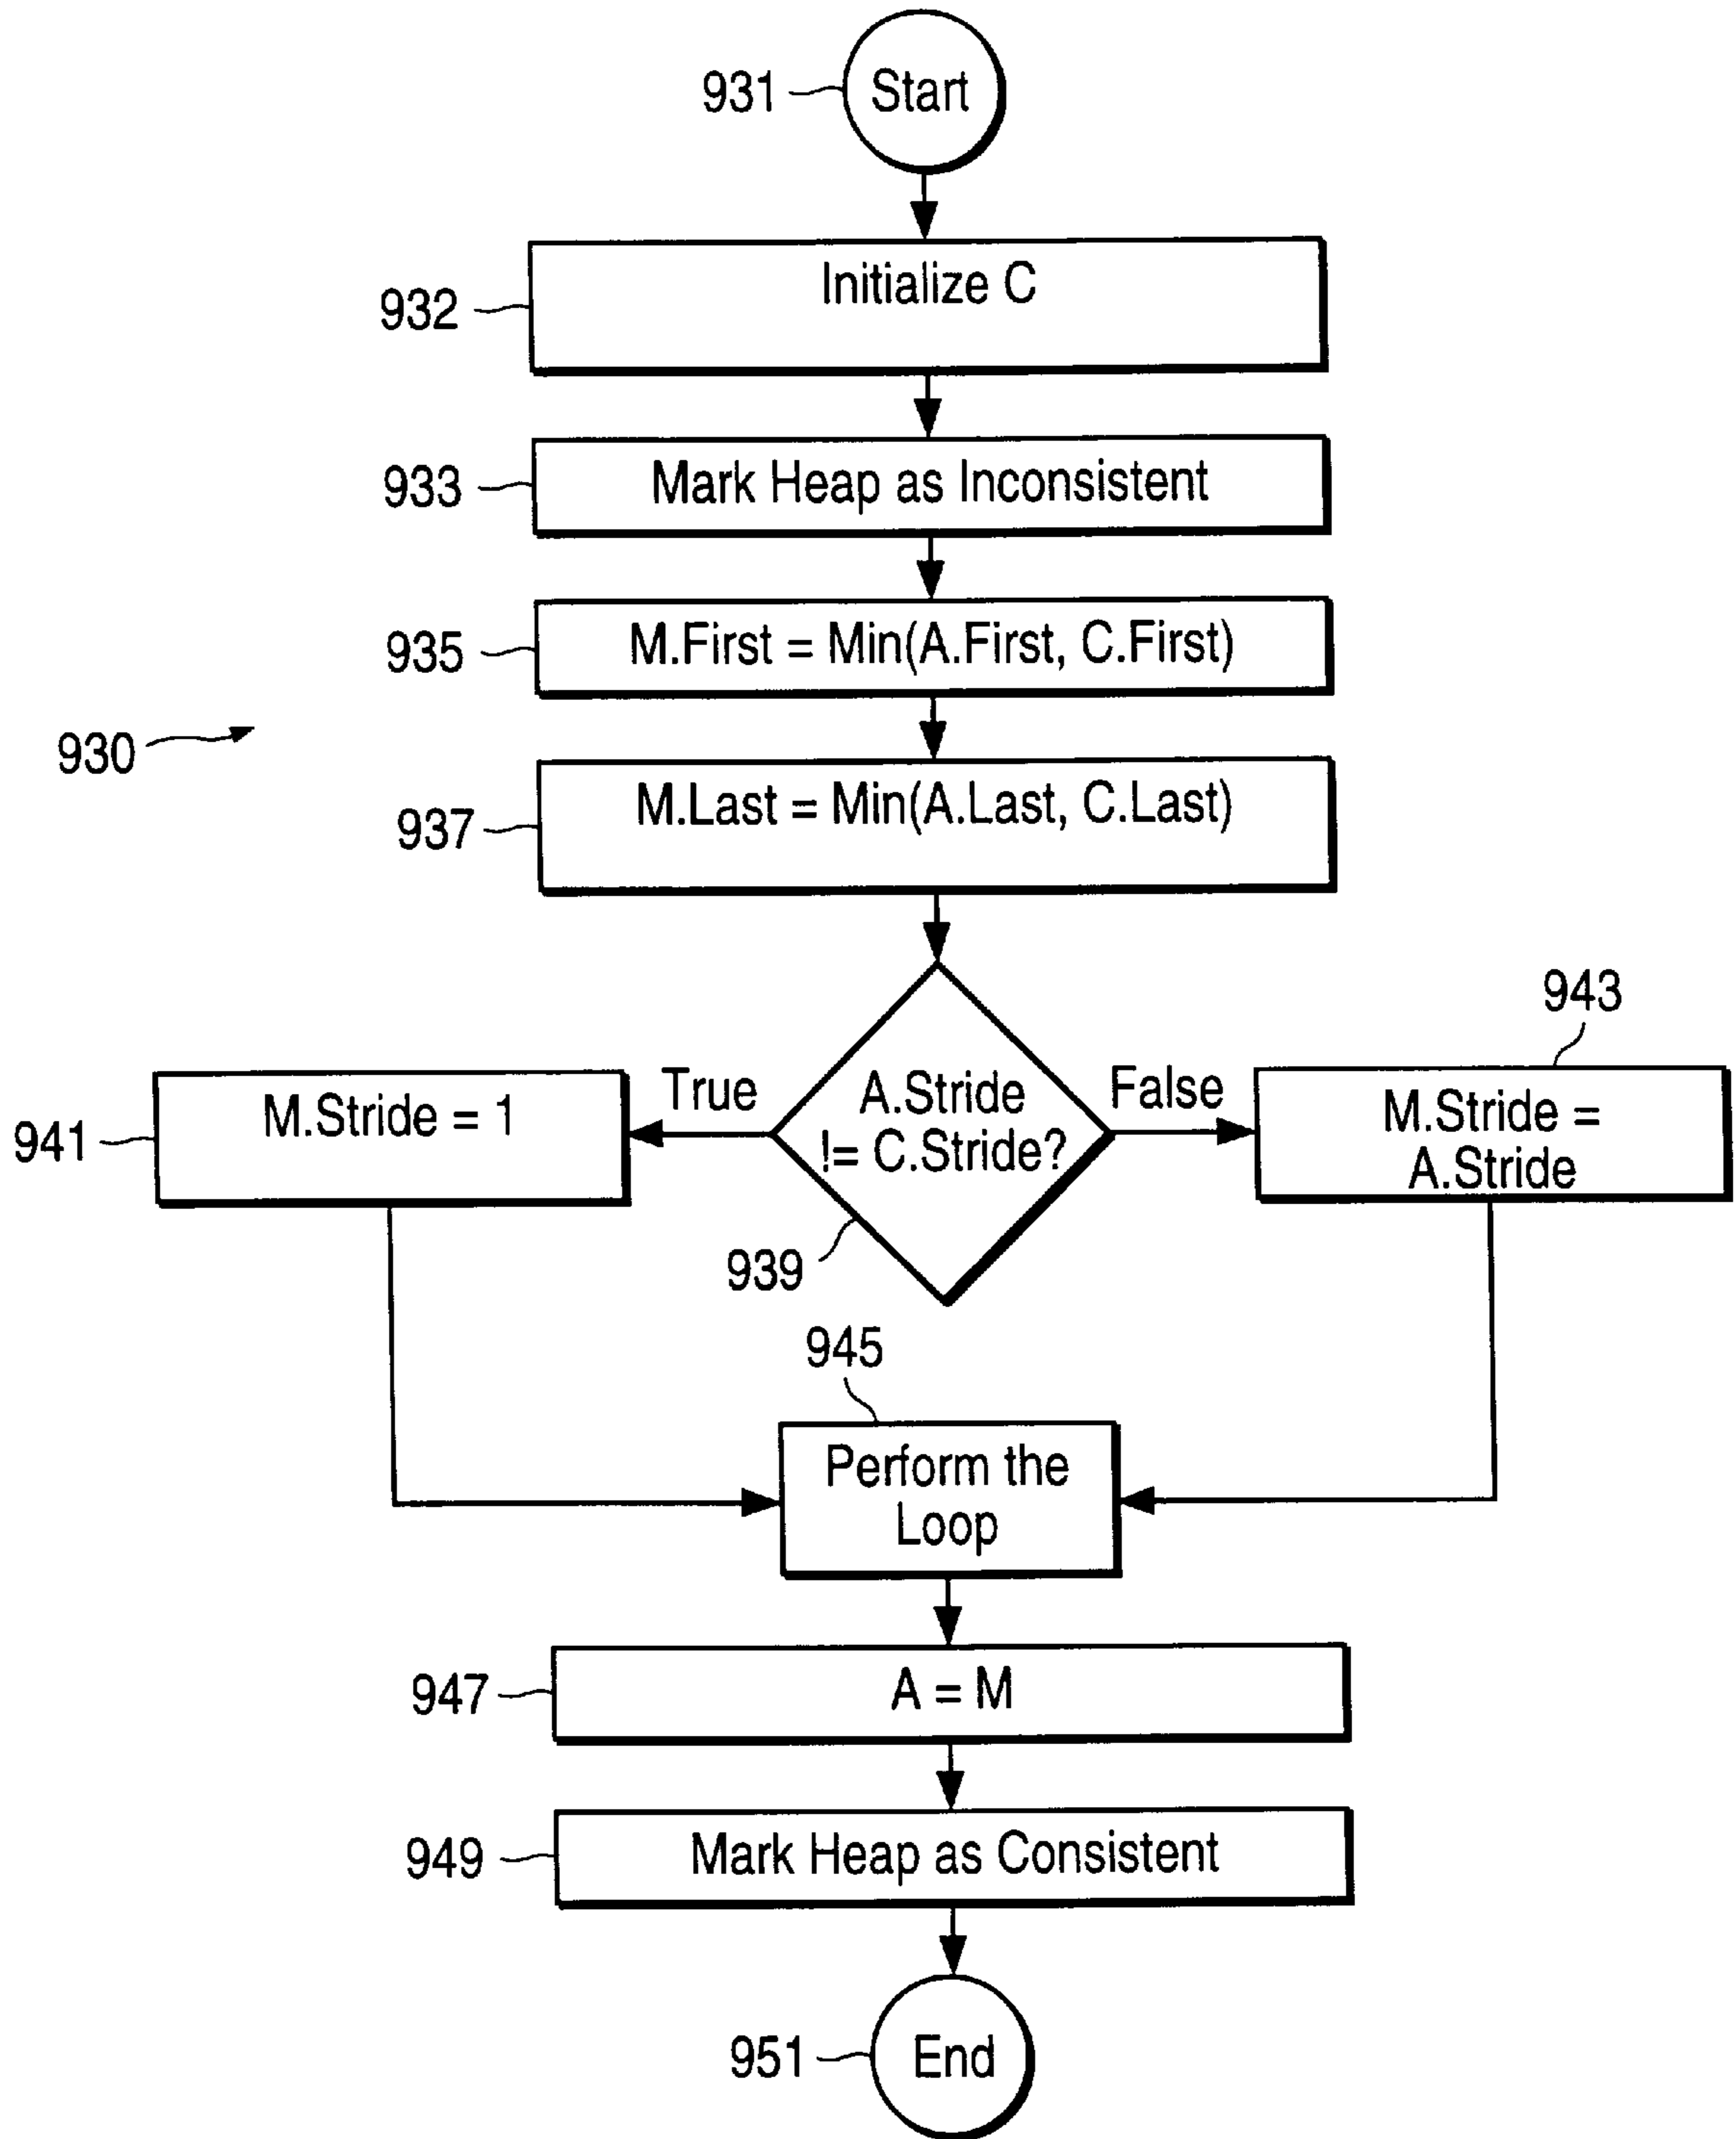 931
Start
932
Initialize C
933
Mark Heap as Inconsistent
935
M.First = Min(A.First, C.First)
930
937
M.Last = Min(A.Last, C.Last)
943
941
M.Stride = 1
True
A.Stride
!= C.Stride?
False
M.Stride =
A.Stride
939
945
Perform the
Loop
947
A = M
949
Mark Heap as Consistent
951
End